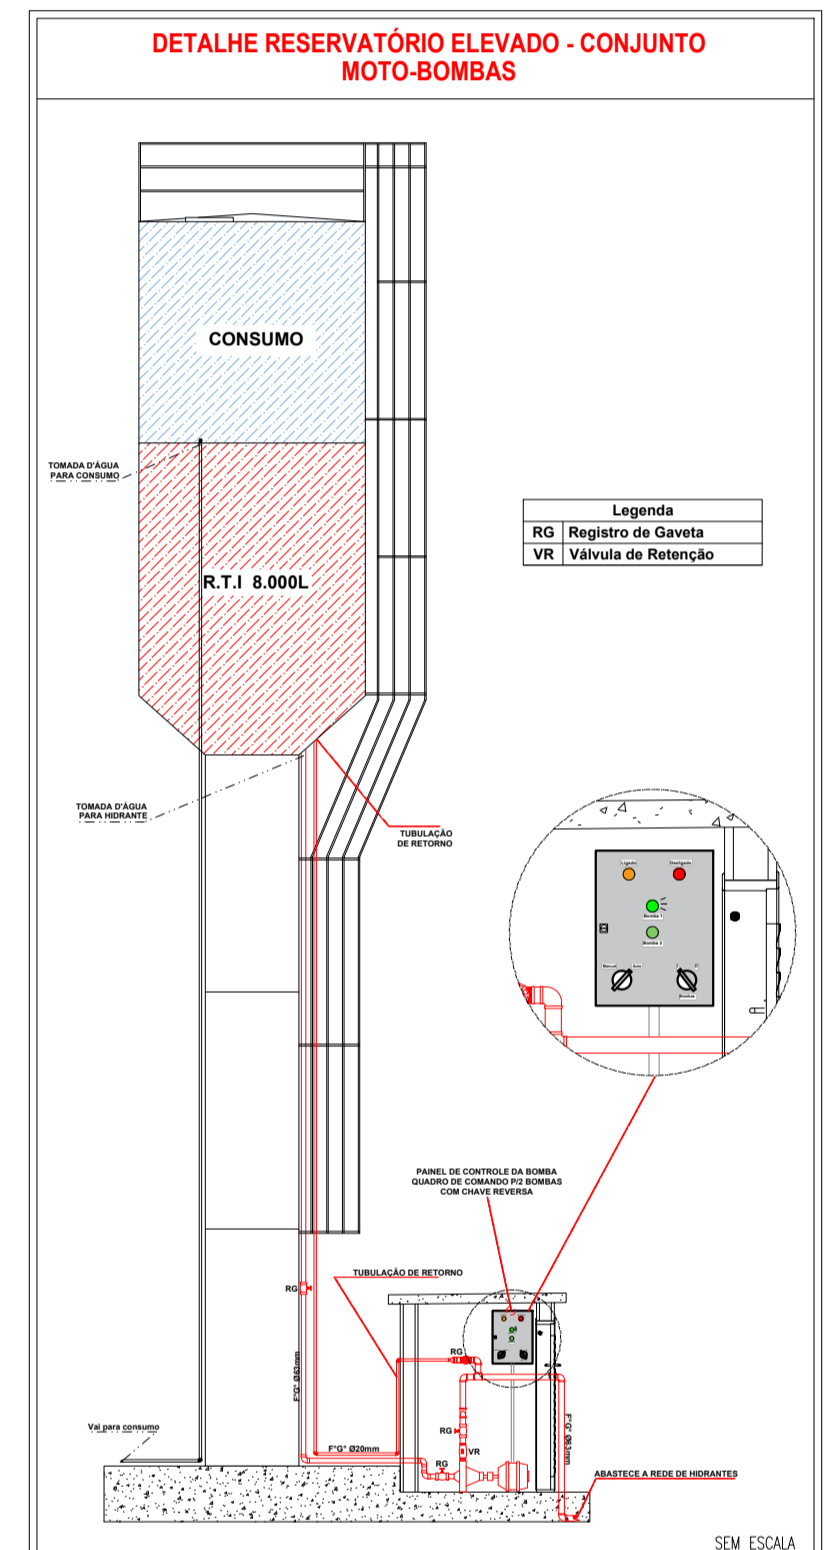 DETALHE RESERVATÓRIO ELEVADO - CONJUNTO
MOTO-BOMBAS
CONSUMO
TOMADA D'ÁGUA
PARA CONSUMO
Legenda
RG Registro de Gaveta
VR Válvula de Retenção
R.T.I 8.000L
TOMADA D'ÁGUA
PARA HIDRANTE
TUBULAÇÃO
DE RETORNO
Ligado
Desligado
Bomba 1
Bomba 2
Manual
Auto
Bombas
PAINEL DE CONTROLE DA BOMBA
QUADRO DE COMANDO P/2 BOMBAS
COM CHAVE REVERSA
TUBULAÇÃO DE RETORNO
RG
RG
F°G° Ø63mm
Vai para consumo
F°G° Ø20mm
RG
VR
RG
F°G° Ø63mm
ABASTECE A REDE DE HIDRANTES
SEM ESCALA